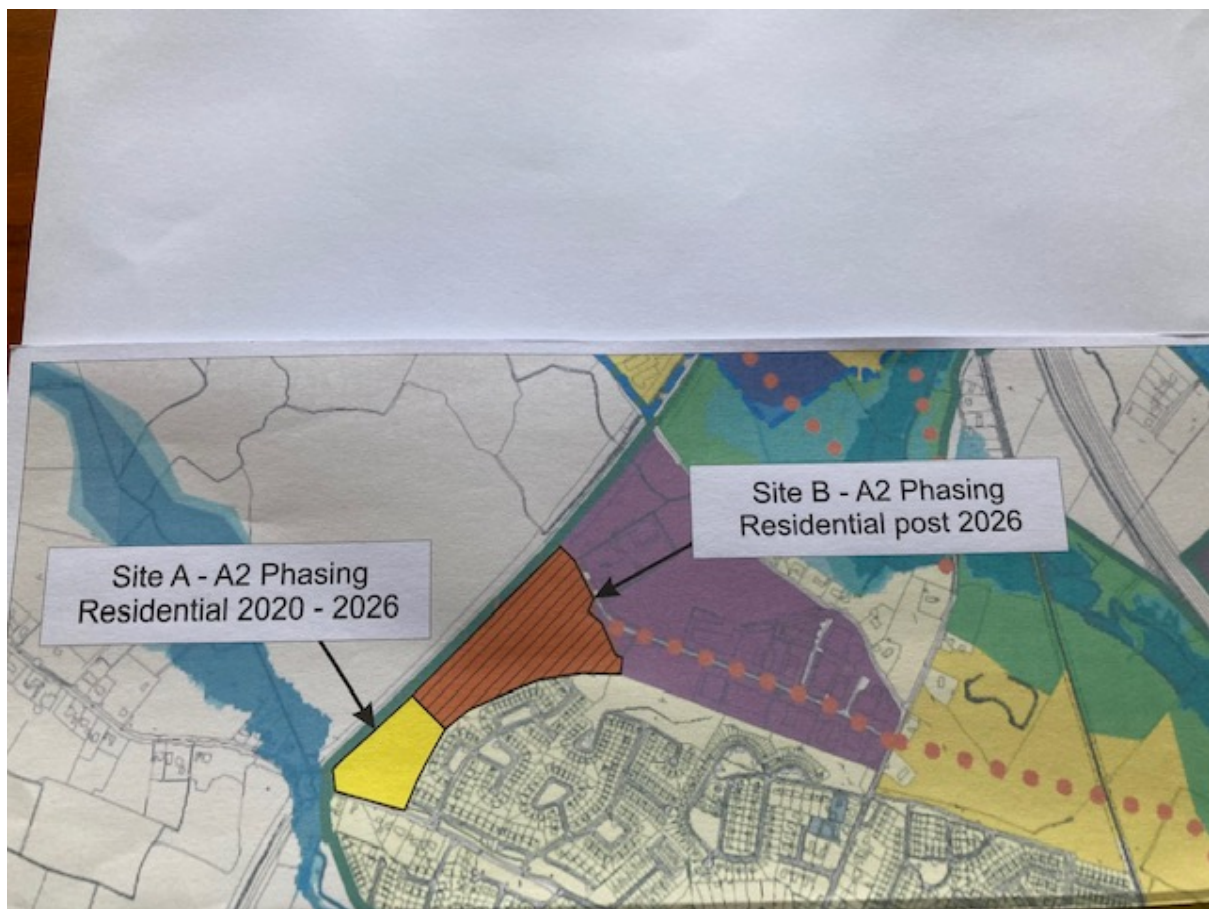 Site B - A2 Phasing
Residential post 2026
Site A - A2 Phasing
Residential 2020 - 2026